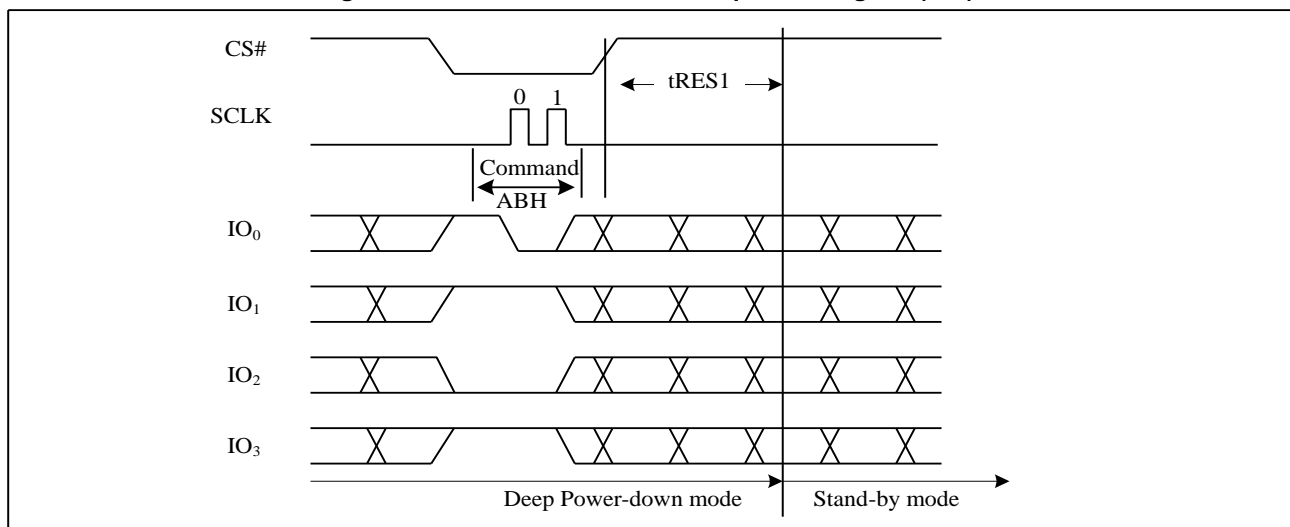 CS#
tRES1
0 1
SCLK
Command
ABH
IO0
IO1
IO2
IO3
Deep Power-down mode Stand-by mode